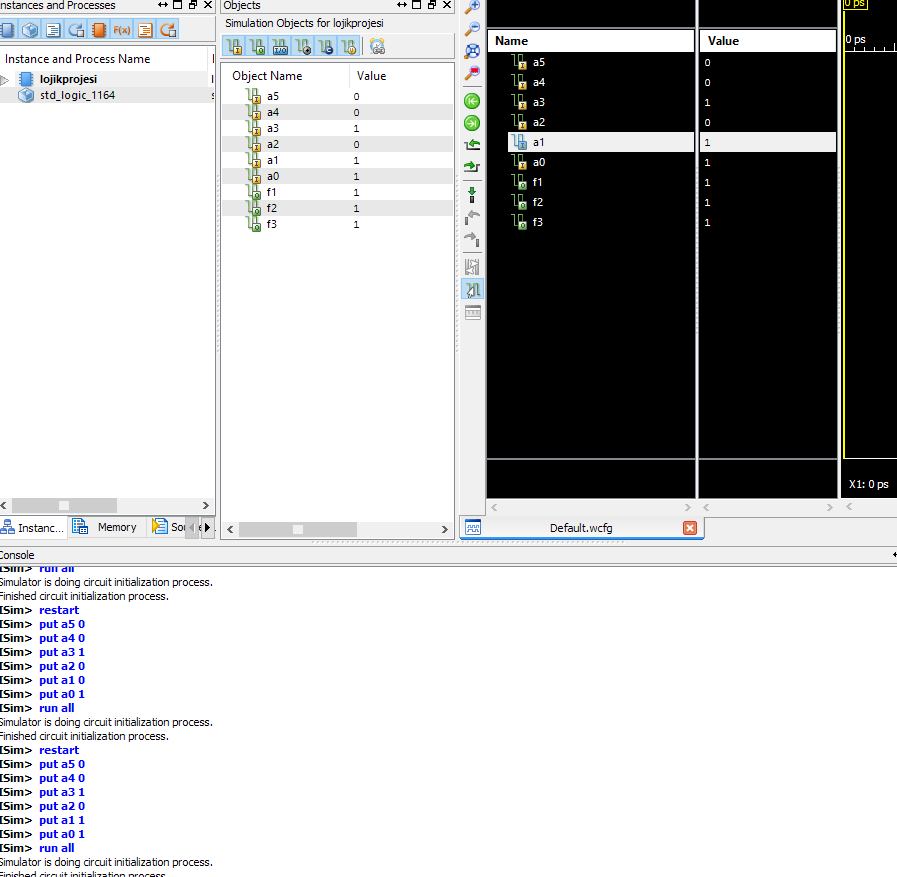 nstances and Processes
Instance and Process Name
lojikprojesi
std_logic_1164
Instanc...
Memory
Objects
Simulation Objects for lojikprojesi
Object Name Value
a5 0
a4 0
a3 1
a2 0
a1 1
a0 1
f1 1
f2 1
f3 1
Name Value
a5 0
a4 0
a3 1
a2 0
a1 1
a0 1
f1 1
f2 1
f3 1
0 ps
0 ps
X1: 0 ps
Default.wcfg
Console
ISim> run all
Simulator is doing circuit initialization process.
Finished circuit initialization process.
ISim> restart
ISim> put a5 0
ISim> put a4 0
ISim> put a3 1
ISim> put a2 0
ISim> put a1 0
ISim> put a0 1
ISim> run all
Simulator is doing circuit initialization process.
Finished circuit initialization process.
ISim> restart
ISim> put a5 0
ISim> put a4 0
ISim> put a3 1
ISim> put a2 0
ISim> put a1 1
ISim> put a0 1
ISim> run all
Simulator is doing circuit initialization process.
Finished circuit initialization process.